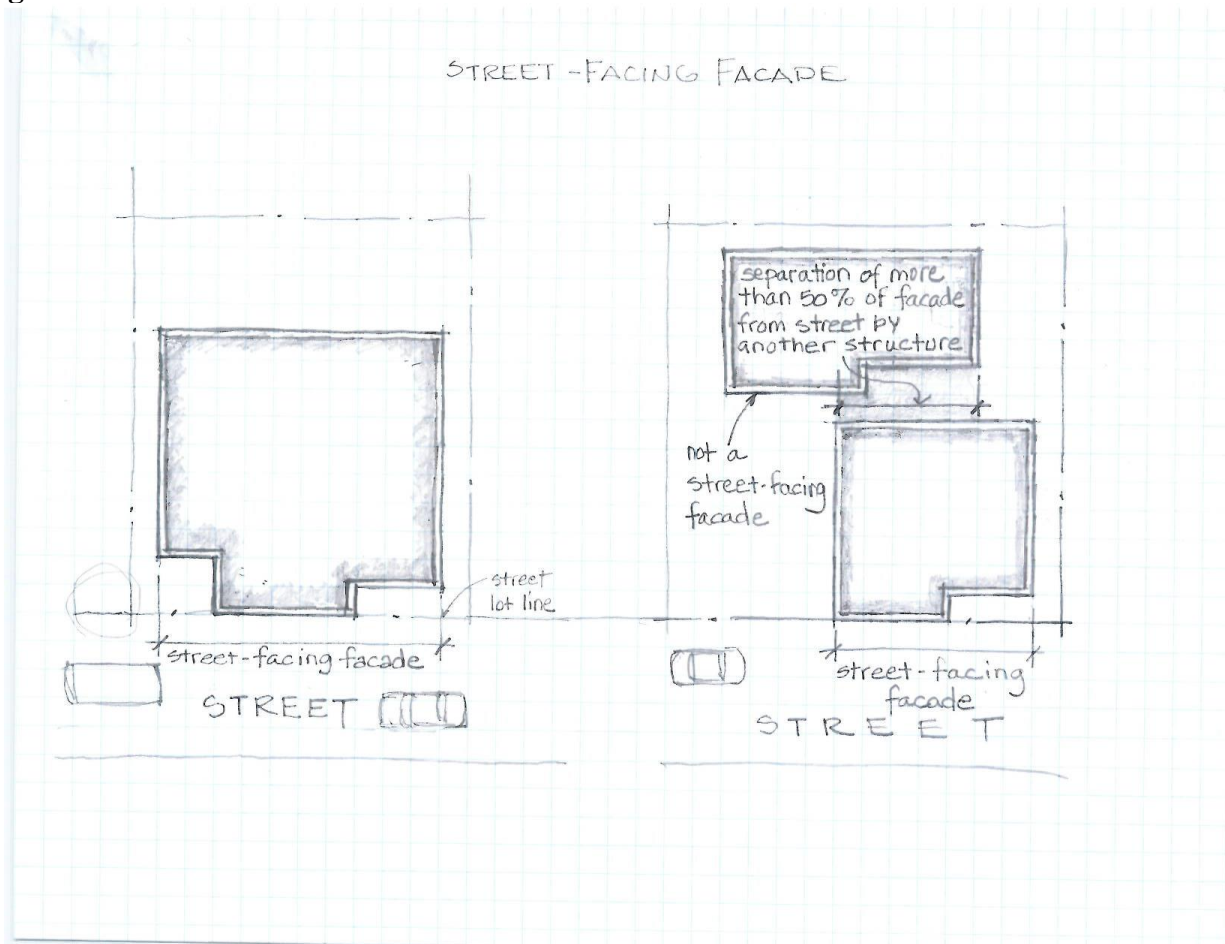 STREET-FACING FACADE
street-facing facade
STREET
street
lot line
separation of more
than 50% of facade
from street by
another structure
not a
street-facing
facade
street-facing
facade
STREET